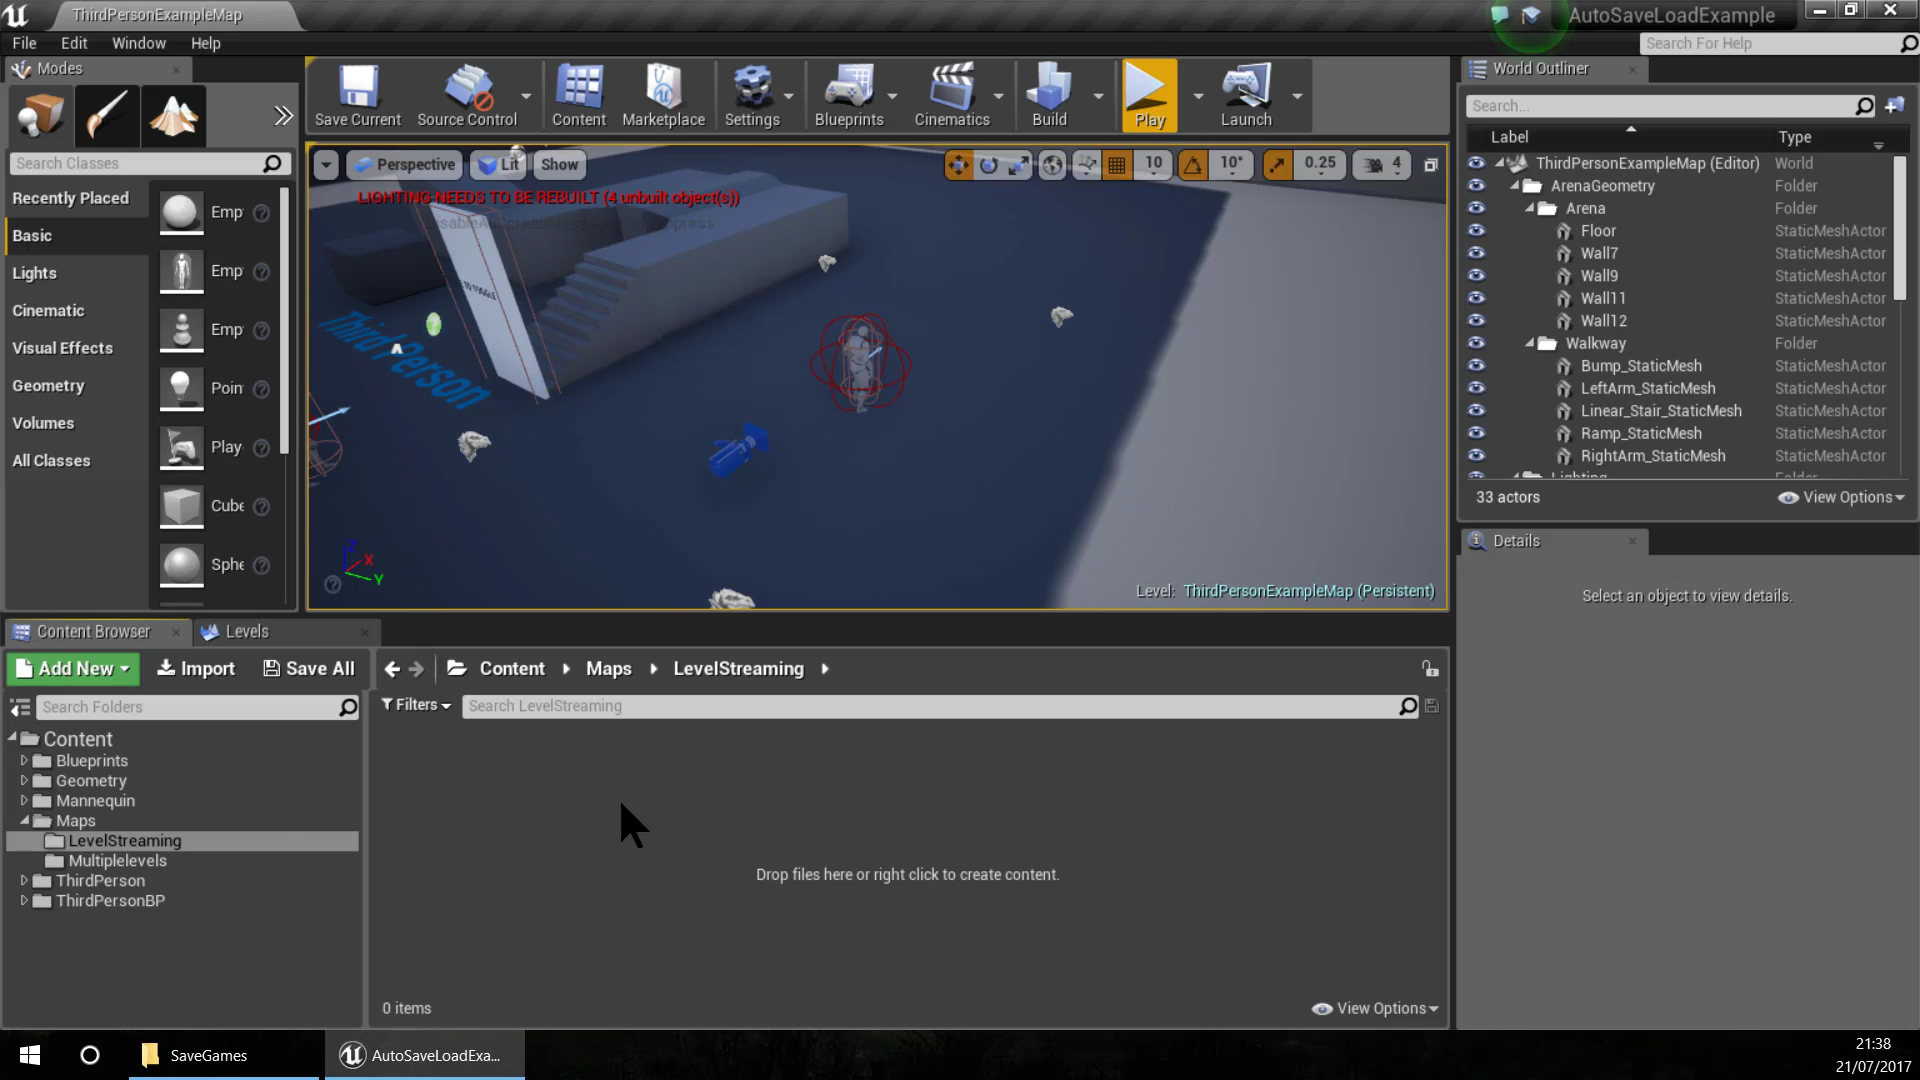 ThirdPersonExampleMap
AutoSaveLoadExample
File Edit Window Help
Search For Help
Modes
Search Classes
Recently Placed
Basic
Lights
Cinematic
Visual Effects
Geometry
Volumes
All Classes
Emp
Emp
Emp
Poin
Play
Cube
Sphe
Save Current
Source Control
Content
Marketplace
Settings
Blueprints
Cinematics
Build
Play
Launch
Perspective
Lit
Show
10
10°
0.25
4
LIGHTING NEEDS TO BE REBUILT (4 unbuilt object(s))
TO TOGGLE
ThirdPerson
Z
X
Y
Level: ThirdPersonExampleMap (Persistent)
World Outliner
Search...
Label Type
ThirdPersonExampleMap (Editor) World
ArenaGeometry Folder
Arena Folder
Floor StaticMeshActor
Wall7 StaticMeshActor
Wall9 StaticMeshActor
Wall11 StaticMeshActor
Wall12 StaticMeshActor
Walkway Folder
Bump_StaticMesh StaticMeshActor
LeftArm_StaticMesh StaticMeshActor
Linear_Stair_StaticMesh StaticMeshActor
Ramp_StaticMesh StaticMeshActor
RightArm_StaticMesh StaticMeshActor
Lighting Folder
33 actors
View Options
Details
Select an object to view details.
Content Browser
Levels
Add New
Import
Save All
Content
Maps
LevelStreaming
Search Folders
Filters
Search LevelStreaming
Content
Blueprints
Geometry
Mannequin
Maps
LevelStreaming
Multiplelevels
ThirdPerson
ThirdPersonBP
Drop files here or right click to create content.
0 items
View Options
SaveGames
AutoSaveLoadExa...
21:38
21/07/2017